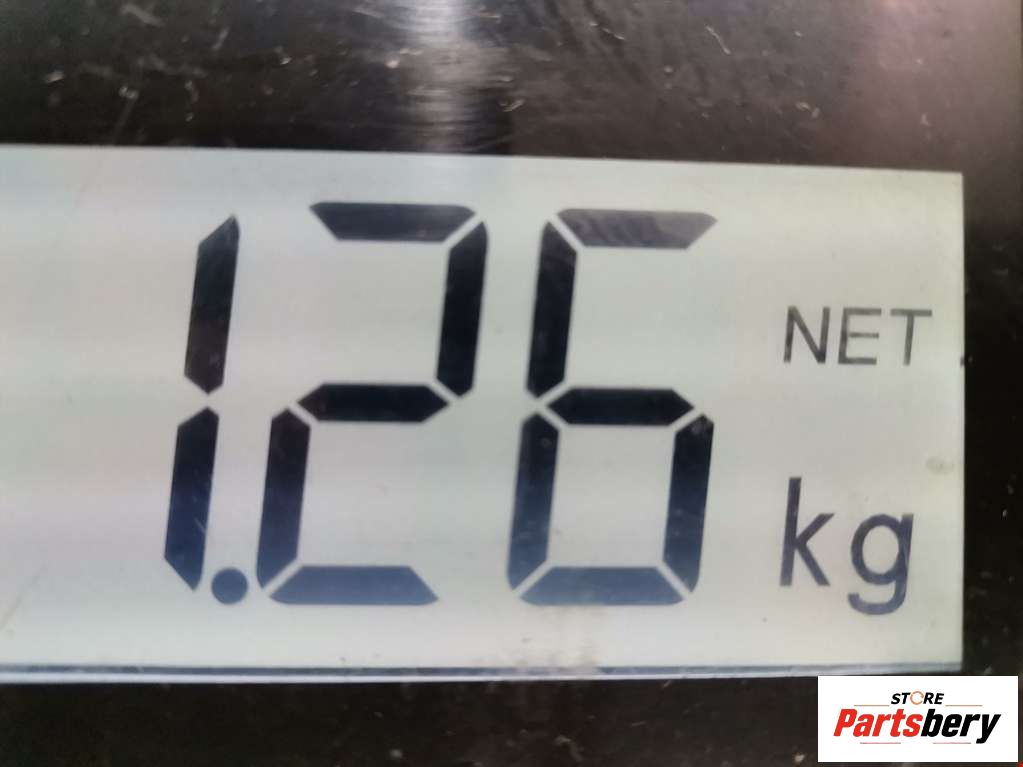 1.26 NET
kg
STORE
Partsbery